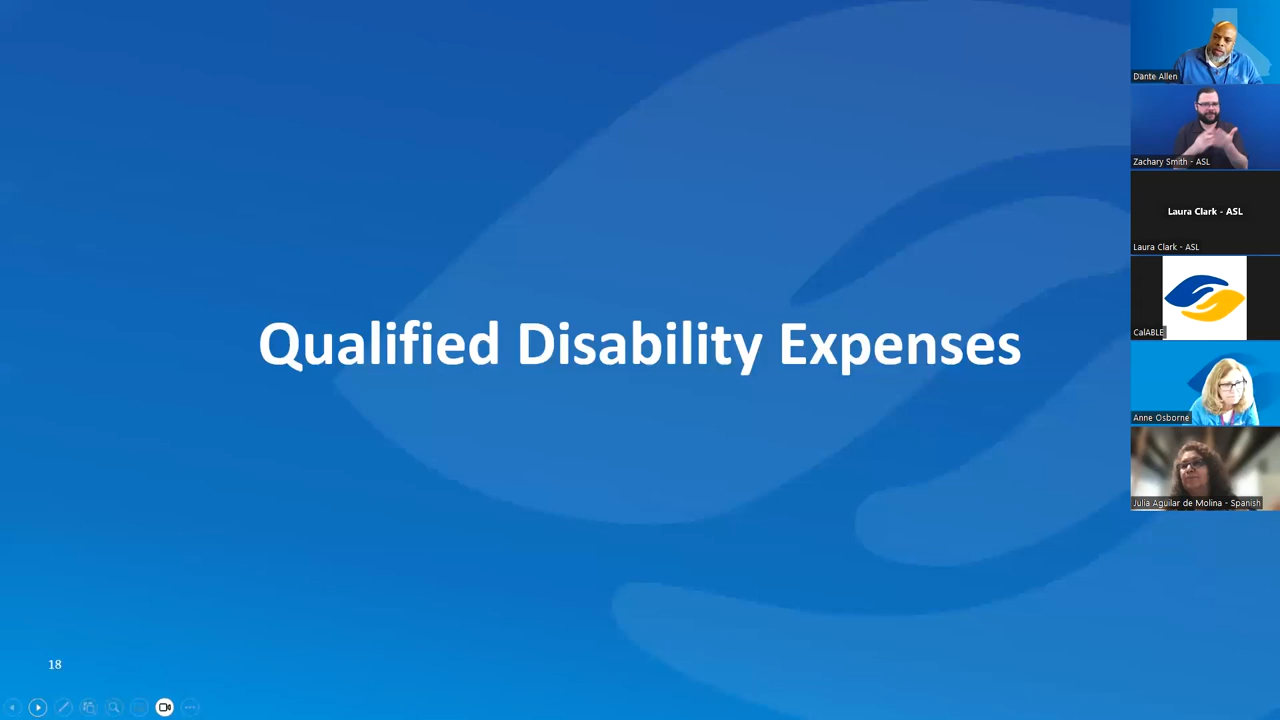 Qualified Disability Expenses
18
Dante Allen
Zachary Smith - ASL
Laura Clark - ASL
Laura Clark - ASL
CalABLE
Anne Osborne
Julia Aguilar de Molina - Spanish